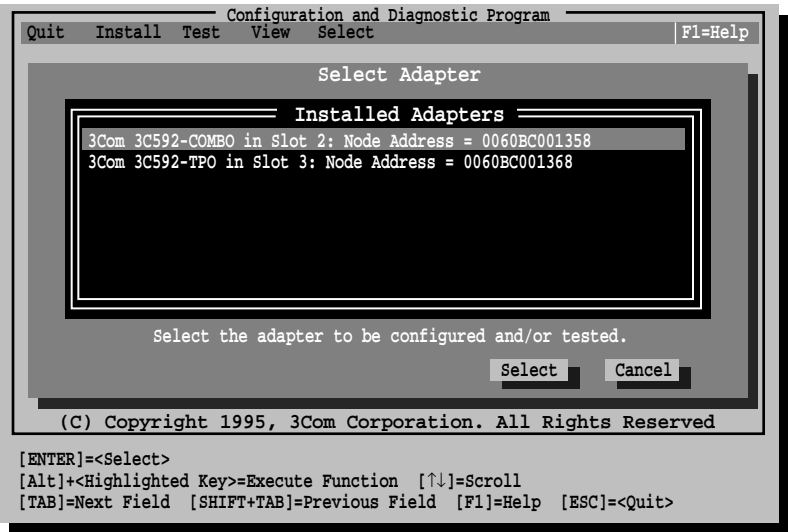 Configuration and Diagnostic Program
Quit Install Test View Select F1=Help
Select Adapter
Installed Adapters
3Com 3C592-COMBO in Slot 2: Node Address = 0060BC001358
3Com 3C592-TPO in Slot 3: Node Address = 0060BC001368
Select the adapter to be configured and/or tested.
Select Cancel
(C) Copyright 1995, 3Com Corporation. All Rights Reserved
[ENTER]=<Select>
[Alt]+<Highlighted Key>=Execute Function [↑↓]=Scroll
[TAB]=Next Field [SHIFT+TAB]=Previous Field [F1]=Help [ESC]=<Quit>